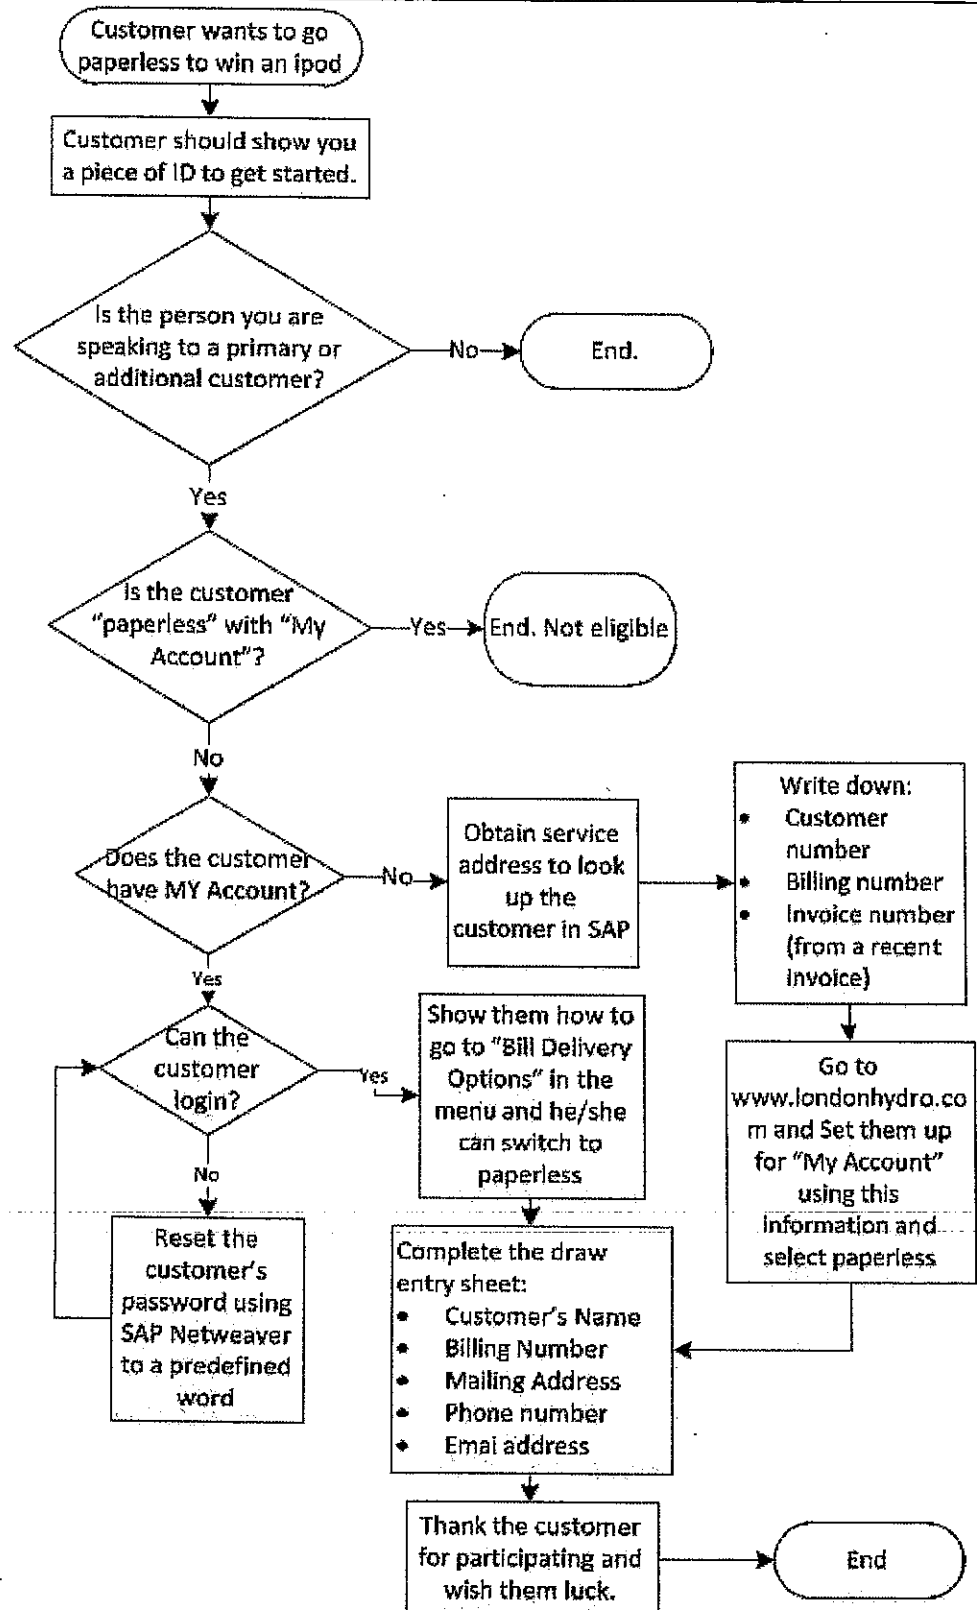 Customer wants to go
paperless to win an ipod
Customer should show you
a piece of ID to get started.
Is the person you are
speaking to a primary or
additional customer?
No
End.
Yes
Is the customer
"paperless" with "My
Account"?
Yes
End. Not eligible
No
Does the customer
have MY Account?
No
Obtain service
address to look
up the
customer in SAP
Write down:
• Customer
number
• Billing number
• Invoice number
(from a recent
invoice)
Yes
Can the
customer
login?
Yes
Show them how to
go to "Bill Delivery
Options" in the
menu and he/she
can switch to
paperless
Go to
www.londonhydro.co
m and Set them up
for "My Account"
using this
information and
select paperless
No
Reset the
customer's
password using
SAP Netweaver
to a predefined
word
Complete the draw
entry sheet:
• Customer's Name
• Billing Number
• Mailing Address
• Phone number
• Emai address
Thank the customer
for participating and
wish them luck.
End